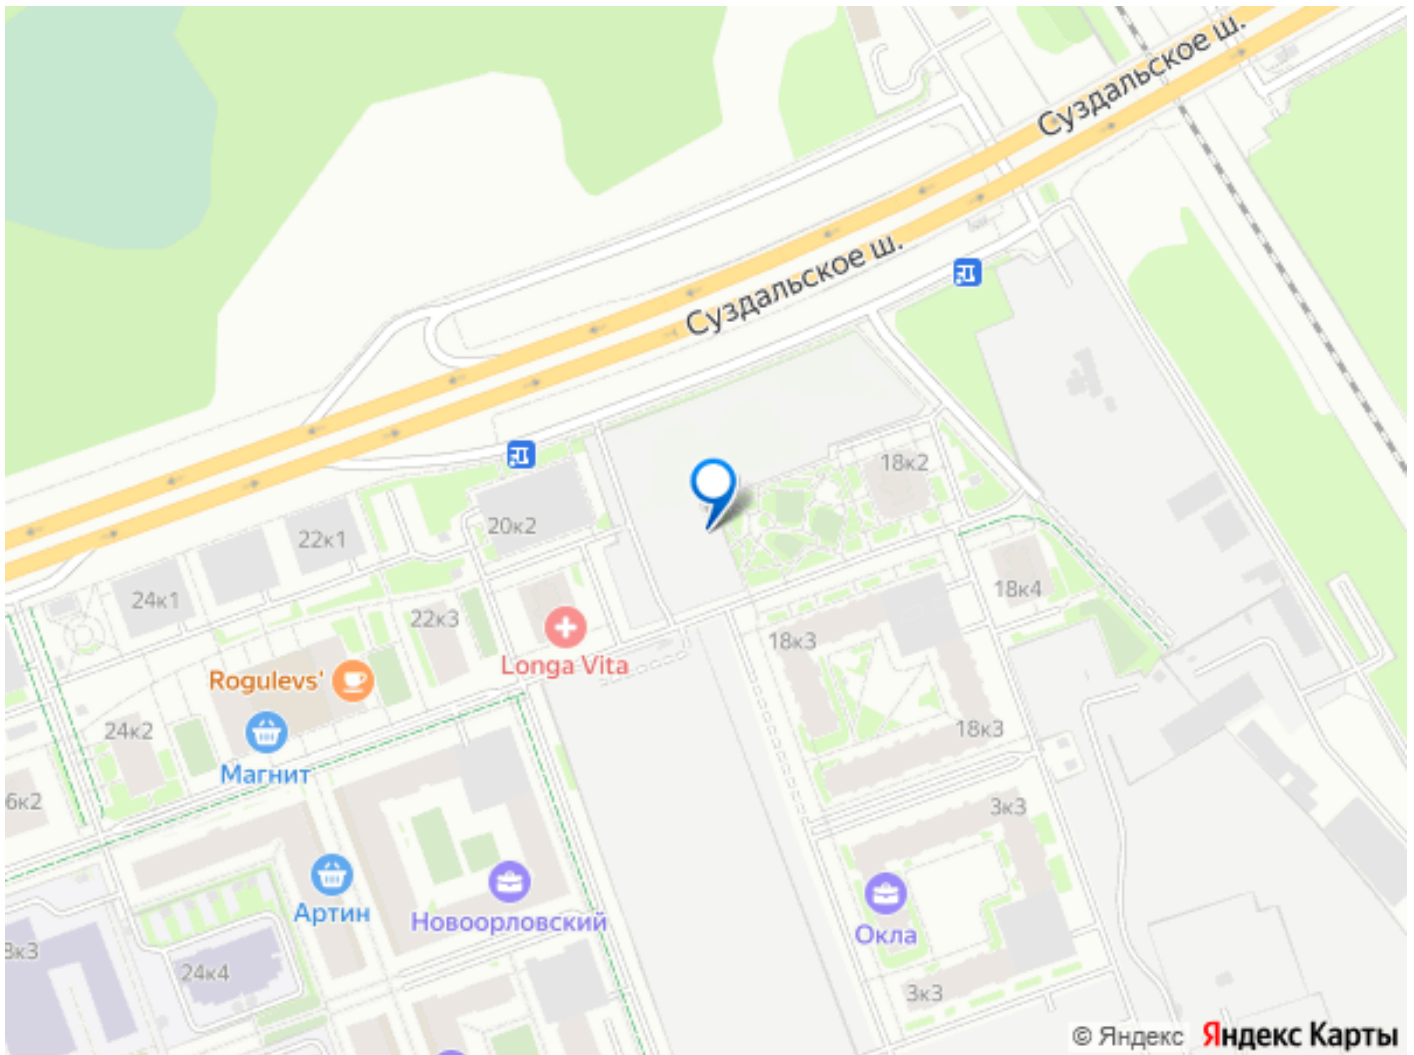 Суздальское ш.
Суздальское ш.
18к2
20к2
22к1
24к1
22к3
18к4
18к3
Longa Vita
Rogulevs'
24к2
18к3
Магнит
6к2
3к3
Артин
Новоорловский
Окла
8к3
24к4
3к3
© Яндекс Яндекс Карты